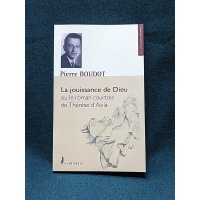 Pierre BOUDOT
La jouissance de Dieu
ou le roman courtois
de Thérèse d'Avila